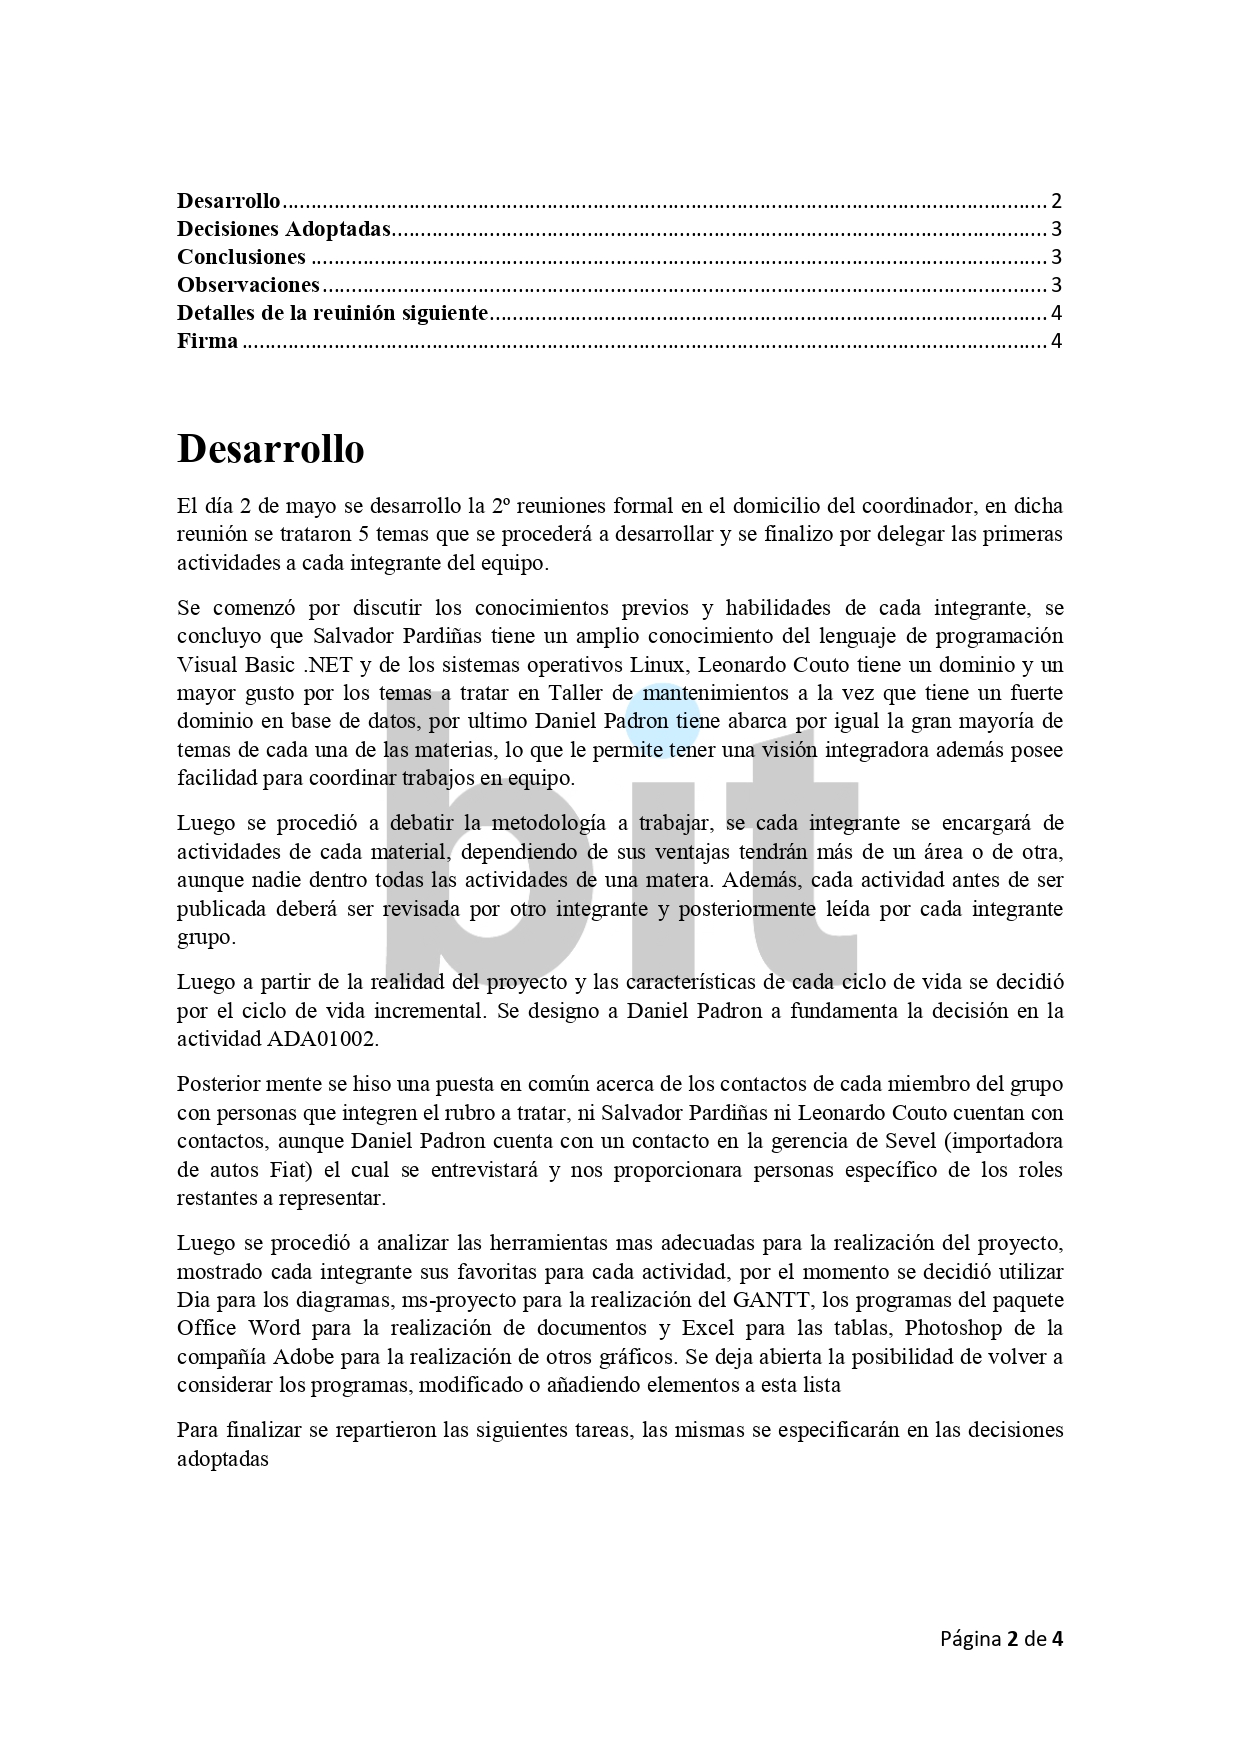 Desarrollo 2
Decisiones Adoptadas 3
Conclusiones 3
Observaciones 3
Detalles de la reuinión siguiente 4
Firma 4
Desarrollo
El día 2 de mayo se desarrollo la 2º reuniones formal en el domicilio del coordinador, en dicha
reunión se trataron 5 temas que se procederá a desarrollar y se finalizo por delegar las primeras
actividades a cada integrante del equipo.
Se comenzó por discutir los conocimientos previos y habilidades de cada integrante, se
concluyo que Salvador Pardiñas tiene un amplio conocimiento del lenguaje de programación
Visual Basic .NET y de los sistemas operativos Linux, Leonardo Couto tiene un dominio y un
mayor gusto por los temas a tratar en Taller de mantenimientos a la vez que tiene un fuerte
dominio en base de datos, por ultimo Daniel Padron tiene abarca por igual la gran mayoría de
temas de cada una de las materias, lo que le permite tener una visión integradora además posee
facilidad para coordinar trabajos en equipo.
Luego se procedió a debatir la metodología a trabajar, se cada integrante se encargará de
actividades de cada material, dependiendo de sus ventajas tendrán más de un área o de otra,
aunque nadie dentro todas las actividades de una matera. Además, cada actividad antes de ser
publicada deberá ser revisada por otro integrante y posteriormente leída por cada integrante
grupo.
Luego a partir de la realidad del proyecto y las características de cada ciclo de vida se decidió
por el ciclo de vida incremental. Se designo a Daniel Padron a fundamenta la decisión en la
actividad ADA01002.
Posterior mente se hiso una puesta en común acerca de los contactos de cada miembro del grupo
con personas que integren el rubro a tratar, ni Salvador Pardiñas ni Leonardo Couto cuentan con
contactos, aunque Daniel Padron cuenta con un contacto en la gerencia de Sevel (importadora
de autos Fiat) el cual se entrevistará y nos proporcionara personas específico de los roles
restantes a representar.
Luego se procedió a analizar las herramientas mas adecuadas para la realización del proyecto,
mostrado cada integrante sus favoritas para cada actividad, por el momento se decidió utilizar
Dia para los diagramas, ms-proyecto para la realización del GANTT, los programas del paquete
Office Word para la realización de documentos y Excel para las tablas, Photoshop de la
compañía Adobe para la realización de otros gráficos. Se deja abierta la posibilidad de volver a
considerar los programas, modificado o añadiendo elementos a esta lista
Para finalizar se repartieron las siguientes tareas, las mismas se especificarán en las decisiones
adoptadas
bit
Página 2 de 4